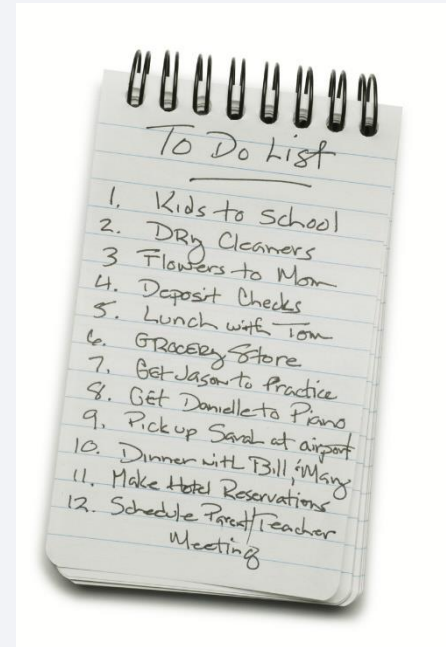 To Do List
1. Kids to School
2. DRy Cleaners
3 Flowers to Mom
4. Deposit Checks
5. Lunch with Tom
6. GROCERy Store
7. Get Jason to Practice
8. GEt Danielle to Piano
9. Pick up Sarah at airport
10. Dinner with Bill, & Mary
11. Make Hotel Reservations
12. Schedule Parent/Teacher
Meeting